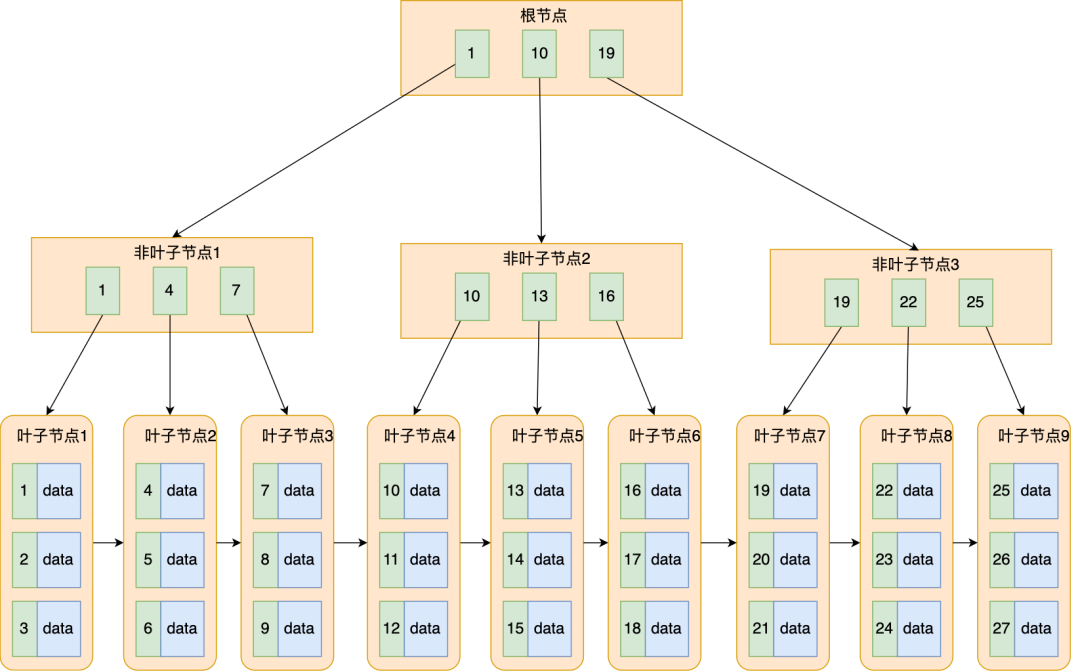 根节点
1 10 19
非叶子节点1
1 4 7
非叶子节点2
10 13 16
非叶子节点3
19 22 25
叶子节点1
1 data
2 data
3 data
叶子节点2
4 data
5 data
6 data
叶子节点3
7 data
8 data
9 data
叶子节点4
10 data
11 data
12 data
叶子节点5
13 data
14 data
15 data
叶子节点6
16 data
17 data
18 data
叶子节点7
19 data
20 data
21 data
叶子节点8
22 data
23 data
24 data
叶子节点9
25 data
26 data
27 data